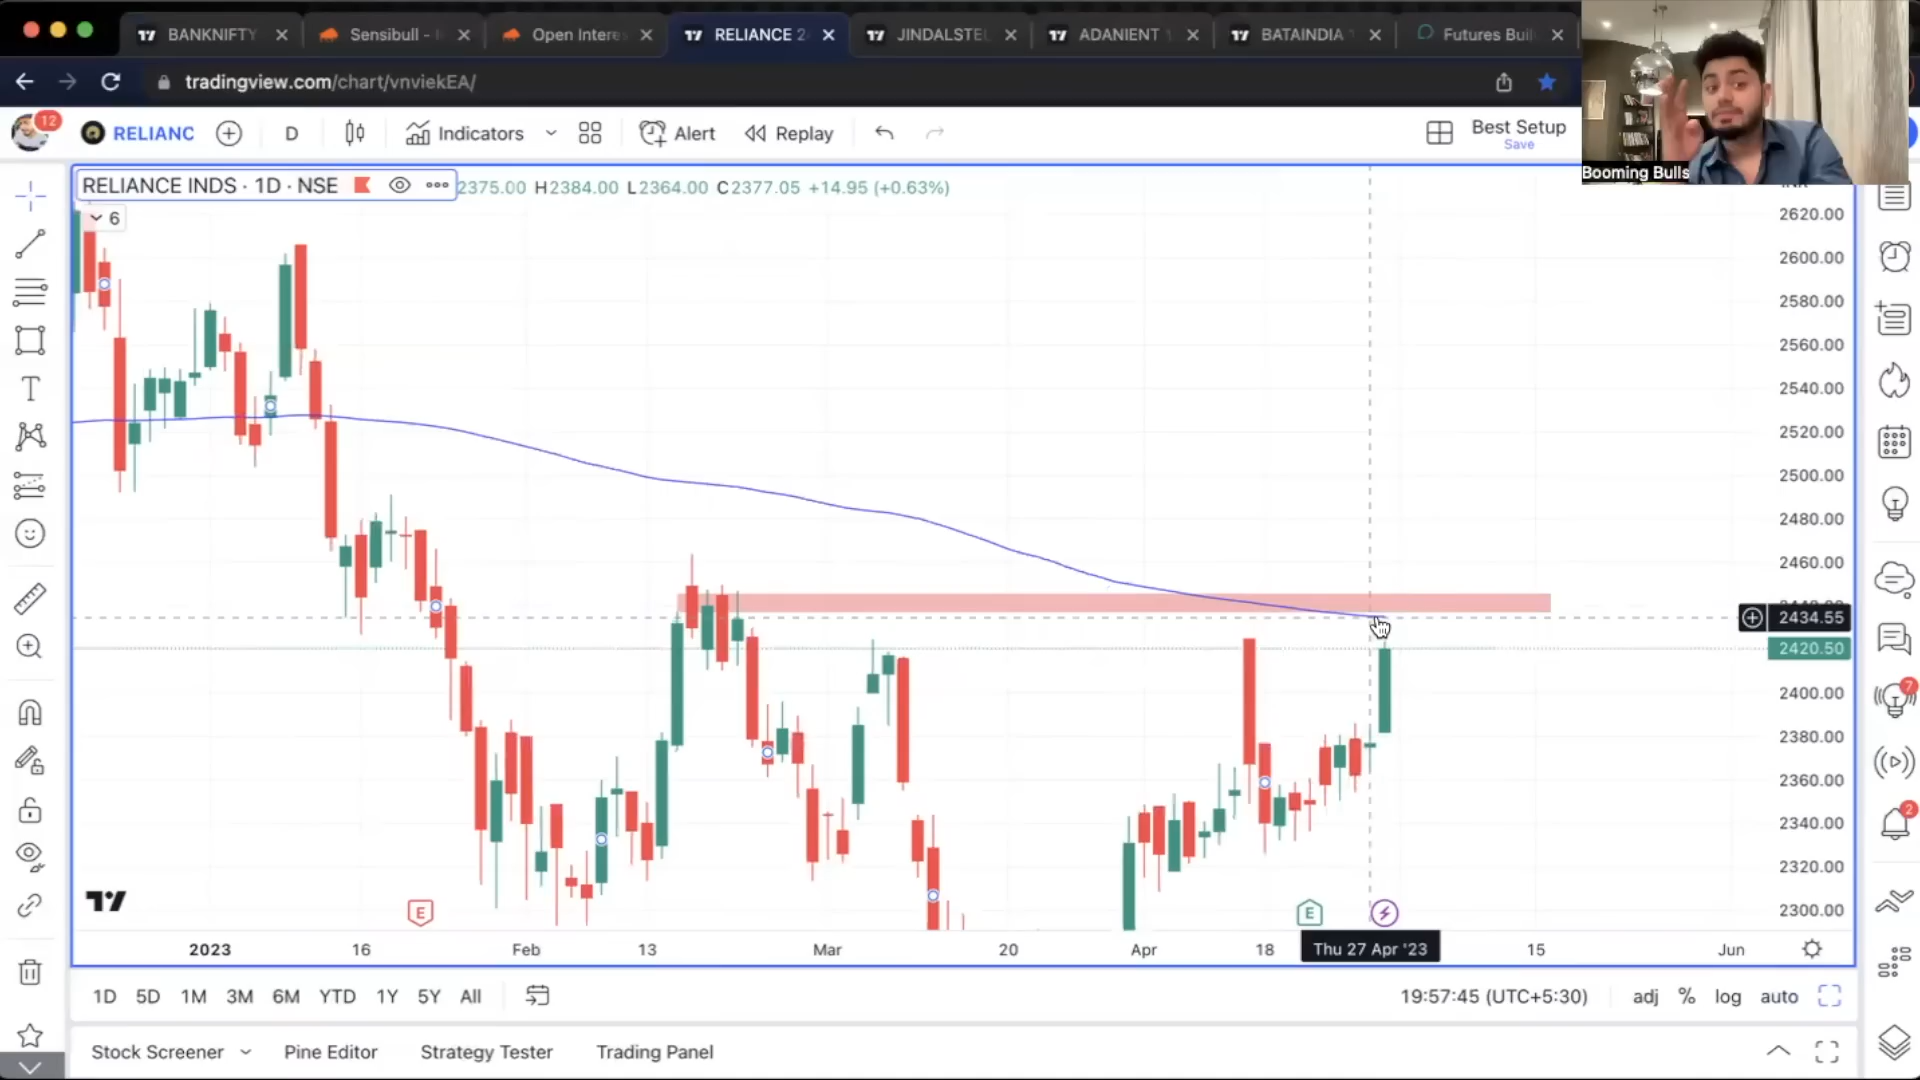 BANKNIFTY
Sensibull -
Open Intere
RELIANCE 2
JINDALSTE
ADANIENT
BATAINDIA
Futures Buil
tradingview.com/chart/vnviekEA/
12
RELIANC
D
Indicators
Alert
Replay
Best Setup
Save
Booming Bulls
RELIANCE INDS · 1D · NSE
2375.00 H2384.00 L2364.00 C2377.05 +14.95 (+0.63%)
6
2620.00
2600.00
2580.00
2560.00
2540.00
2520.00
2500.00
2480.00
2460.00
2434.55
2420.50
2400.00
2380.00
2360.00
2340.00
2320.00
2300.00
7
2
E
E
2023
16
Feb
13
Mar
20
Apr
18
Thu 27 Apr '23
15
Jun
1D 5D 1M 3M 6M YTD 1Y 5Y All
19:57:45 (UTC+5:30)
adj % log auto
Stock Screener
Pine Editor
Strategy Tester
Trading Panel